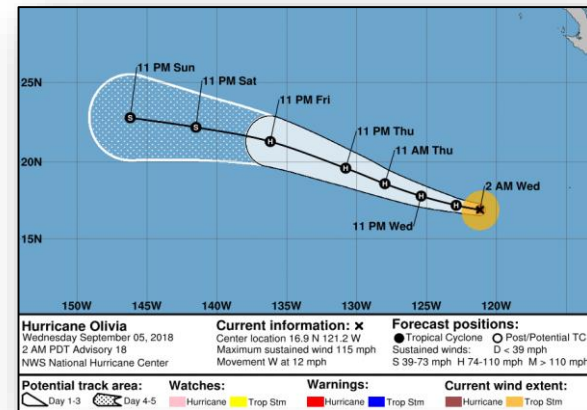 11 PM Sun
11 PM Sat
11 PM Fri
11 PM Thu
11 AM Thu
2 AM Wed
11 PM Wed
25N
20N
15N
S
S
H
H
H
H
H
150W 145W 140W 135W 130W 125W 120W
Hurricane Olivia
Wednesday September 05, 2018
2 AM PDT Advisory 18
NWS National Hurricane Center
Current information: x
Center location 16.9 N 121.2 W
Maximum sustained wind 115 mph
Movement W at 12 mph
Forecast positions:
Tropical Cyclone Post/Potential TC
Sustained winds: D < 39 mph
S 39-73 mph H 74-110 mph M > 110 mph
Potential track area:
Day 1-3 Day 4-5
Watches:
Hurricane Trop Stm
Warnings:
Hurricane Trop Stm
Current wind extent:
Hurricane Trop Stm